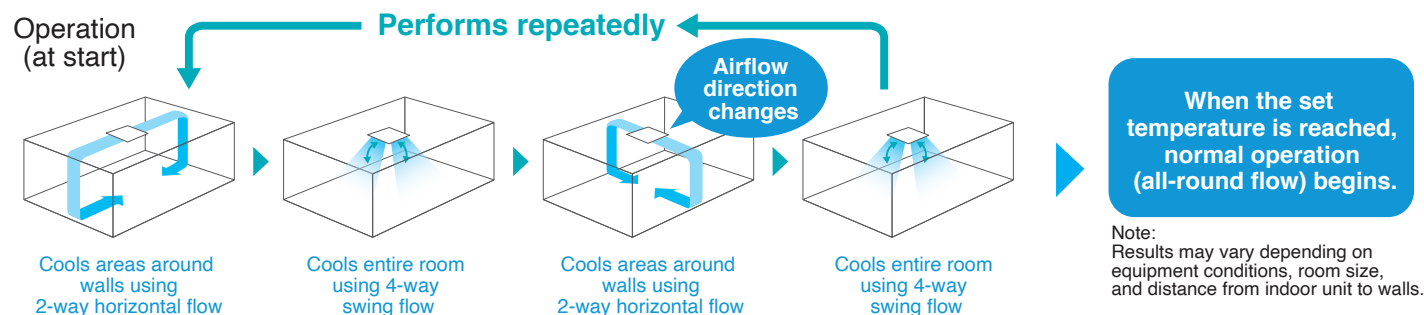 Operation
(at start)
Performs repeatedly
Airflow
direction
changes
Cools areas around
walls using
2-way horizontal flow
Cools entire room
using 4-way
swing flow
Cools areas around
walls using
2-way horizontal flow
Cools entire room
using 4-way
swing flow
When the set
temperature is reached,
normal operation
(all-round flow) begins.
Note:
Results may vary depending on
equipment conditions, room size,
and distance from indoor unit to walls.